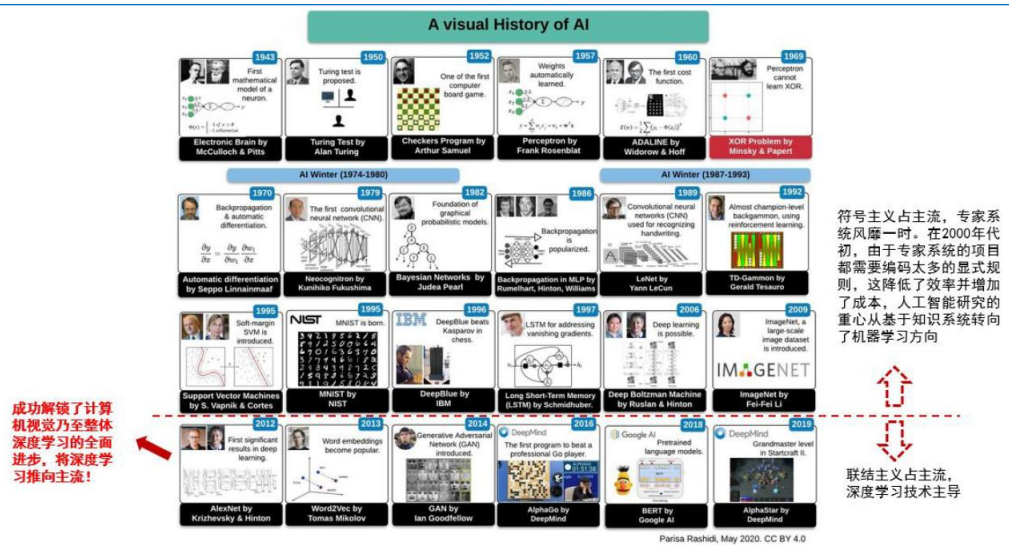 A visual History of AI
1943
First
mathematical
model of a
neuron.
Electronic Brain by
McCulloch & Pitts
1950
Turing test is
proposed.
Turing Test by
Alan Turing
1952
One of the first
computer
board game.
Checkers Program by
Arthur Samuel
1957
Weights
automatically
learned.
Perceptron by
Frank Rosenblat
1960
The first cost
function.
ADALINE by
Widorow & Hoff
1969
Perceptron
cannot
learn XOR.
XOR Problem by
Minsky & Papert
AI Winter (1974-1980)
AI Winter (1987-1993)
1970
Backpropagation
& automatic
differentiation.
Automatic differentiation
by Seppo Linnainmaaf
1979
The first convolutional
neural network (CNN).
Neocognitron by
Kunihiko Fukushima
1982
Foundation of
graphical
probabilistic models.
Bayesian Networks by
Judea Pearl
1986
Backpropagation
is
popularized.
Backpropagation in MLP by
Rumelhart, Hinton, Williams
1989
Convolutional neural
networks (CNN)
used for recognizing
handwriting.
LeNet by
Yann LeCun
1992
Almost champion-level
backgammon, using
reinforcement learning.
TD-Gammon by
Gerald Tesauro
1995
Soft-margin
SVM is
introduced.
Support Vector Machines
by S. Vapnik & Cortes
1995
NIST
MNIST is born.
MNIST by
NIST
1996
IBM
DeepBlue beats
Kasparov in
chess.
DeepBlue by
IBM
1997
LSTM for addressing
vanishing gradients.
Long Short-Term Memory
(LSTM) by Schmidhuber.
2006
Deep learning
is possible.
Deep Boltzman Machine
by Ruslan & Hinton
2009
ImageNet, a
large-scale
image dataset
is introduced.
IMAGENET
ImageNet by
Fei-Fei Li
2012
First significant
results in deep
learning.
AlexNet by
Krizhevsky & Hinton
2013
Word embeddings
become popular.
Word2Vec by
Tomas Mikolov
2014
Generative Adversarial
Network (GAN)
introduced.
GAN by
Ian Goodfellow
2016
DeepMind
The first program to beat a
professional Go player.
AlphaGo by
DeepMind
2018
Google AI
Pretrained
language models.
BERT by
Google AI
2019
DeepMind
Grandmaster level
in Startcraft II.
AlphaStar by
DeepMind
Parisa Rashidi, May 2020. CC BY 4.0
符号主义占主流，专家系
统风靡一时。在2000年代
初，由于专家系统的项目
都需要编码太多的显式规
则，这降低了效率并增加
了成本，人工智能研究的
重心从基于知识系统转向
了机器学习方向
成功解锁了计算
机视觉乃至整体
深度学习的全面
进步，将深度学
习推向主流！
联结主义占主流，
深度学习技术主导